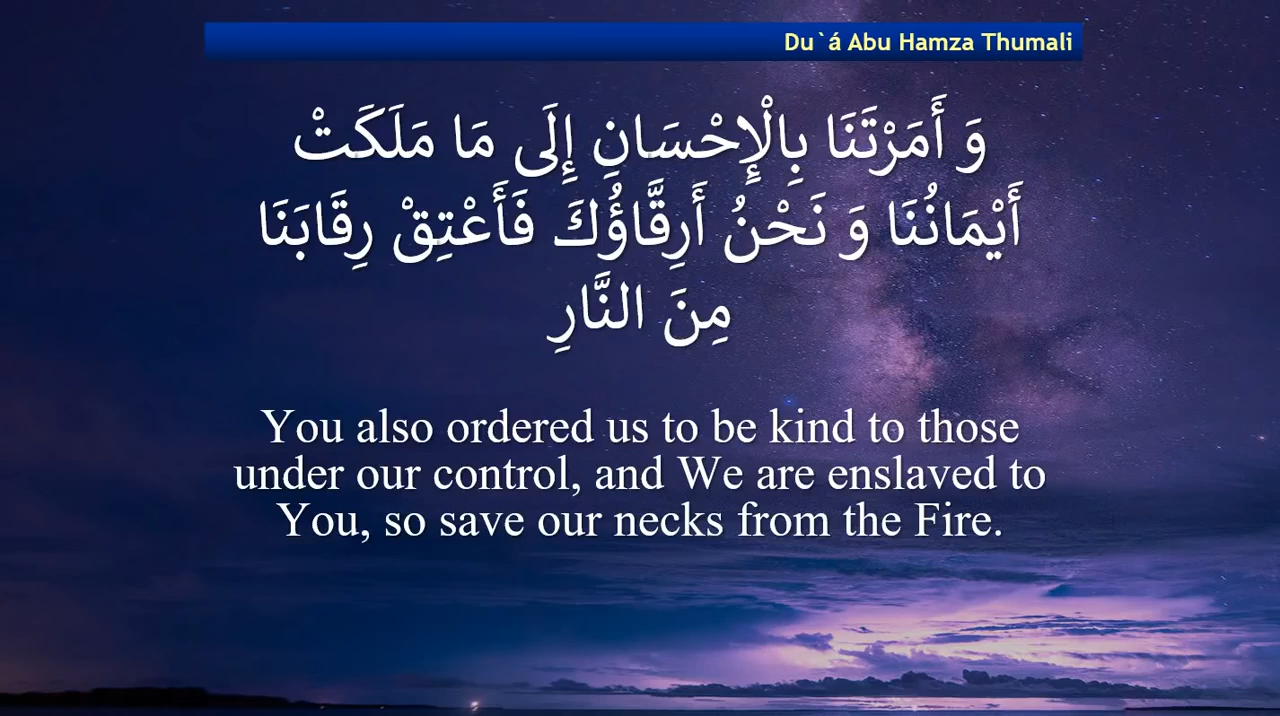 Du`á Abu Hamza Thumali
وَ أَمَرْتَنَا بِالْإِحْسَانِ إِلَى مَا مَلَكَتْ
أَيْمَانُنَا وَ نَحْنُ أَرِقَّاؤُكَ فَأَعْتِقْ رِقَابَنَا
مِنَ النَّارِ
You also ordered us to be kind to those
under our control, and We are enslaved to
You, so save our necks from the Fire.